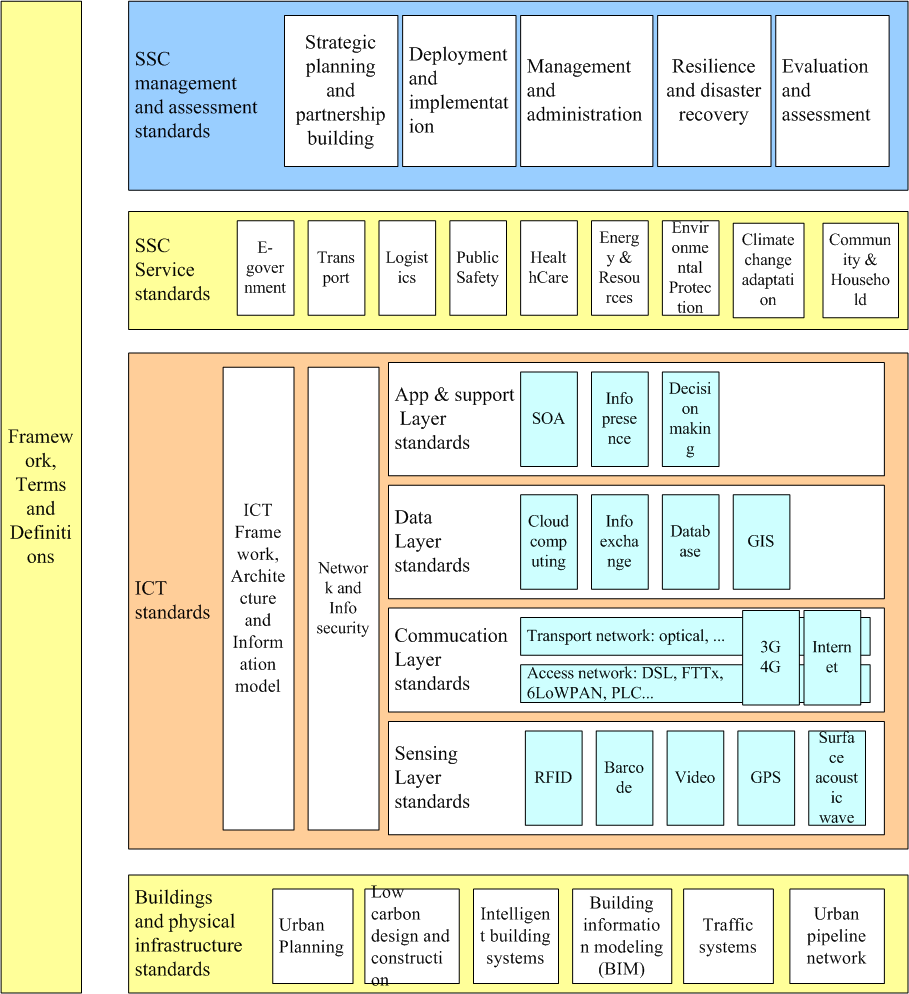 Framew
ork,
Terms
and
Definiti
ons
SSC
management
and assessment
standards
Strategic
planning
and
partnership
building
Deployment
and
implementat
ion
Management
and
administration
Resilience
and disaster
recovery
Evaluation
and
assessment
SSC
Service
standards
E-
gover
nment
Trans
port
Logist
ics
Public
Safety
Healt
hCare
Energ
y &
Resou
rces
Envir
onme
ntal
Protec
tion
Climate
change
adaptati
on
Commun
ity &
Househo
ld
ICT
standards
ICT
Frame
work,
Archite
cture
and
Inform
ation
model
Networ
k and
Info
security
App & support
Layer
standards
SOA
Info
prese
nce
Decisi
on
makin
g
Data
Layer
standards
Cloud
comp
uting
Info
excha
nge
Datab
ase
GIS
Commucation
Layer
standards
Transport network: optical, ...
Access network: DSL, FTTx,
6LoWPAN, PLC...
3G
4G
Intern
et
Sensing
Layer
standards
RFID
Barco
de
Video
GPS
Surfa
ce
acoust
ic
wave
Buildings
and physical
infrastructure
standards
Urban
Planning
Low
carbon
design and
constructi
on
Intelligen
t building
systems
Building
informatio
n modeling
(BIM)
Traffic
systems
Urban
pipeline
network